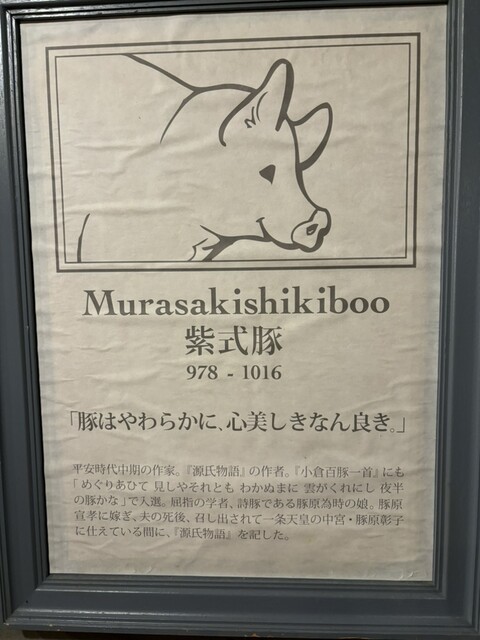 Murasakishikiboo
紫式豚
978 - 1016
「豚はやわらかに、心美しきなん良き。」
平安時代中期の作家。『源氏物語』の作者。『小倉百豚一首』にも
「めぐりあひて 見しやそれとも わかぬまに 雲がくれにし 夜半
の豚かな」で入選。屈指の学者、詩豚である豚原為時の娘。豚原
宣孝に嫁ぎ、夫の死後、召し出されて一条天皇の中宮・豚原彰子
に仕えている間に、『源氏物語』を記した。